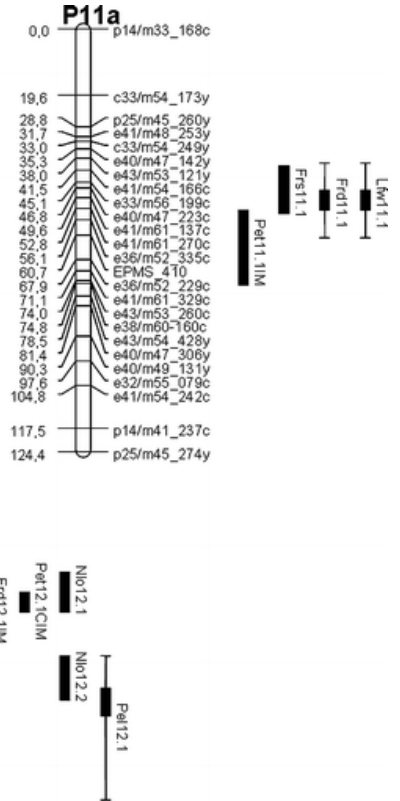 P11a
0,0 p14/m33_168c
19,6 c33/m54_173y
28,8 p25/m45_260y
31,7 e41/m48_253y
33,0 c33/m54_249y
35,3 e40/m47_142y
38,0 e43/m53_121y
41,5 e41/m54_166c
45,1 e33/m56_199c
46,8 e40/m47_223c
49,6 e41/m61_137c
52,8 e41/m61_270c
56,1 e36/m52_335c
60,7 EPMS_410
67,9 e36/m52_229c
71,1 e41/m61_329c
74,0 e43/m53_260c
74,8 e38/m60-160c
78,5 e43/m54_428y
81,4 e40/m47_306y
90,3 e40/m49_131y
97,6 e32/m55_079c
104,8 e41/m54_242c
117,5 p14/m41_237c
124,4 p25/m45_274y
Pet11.1IM
Frs11.1
Frd11.1
Lfw11.1
Frd12.1IM
Pet12.1CIM
Nlo12.1
Nlo12.2
Pel12.1